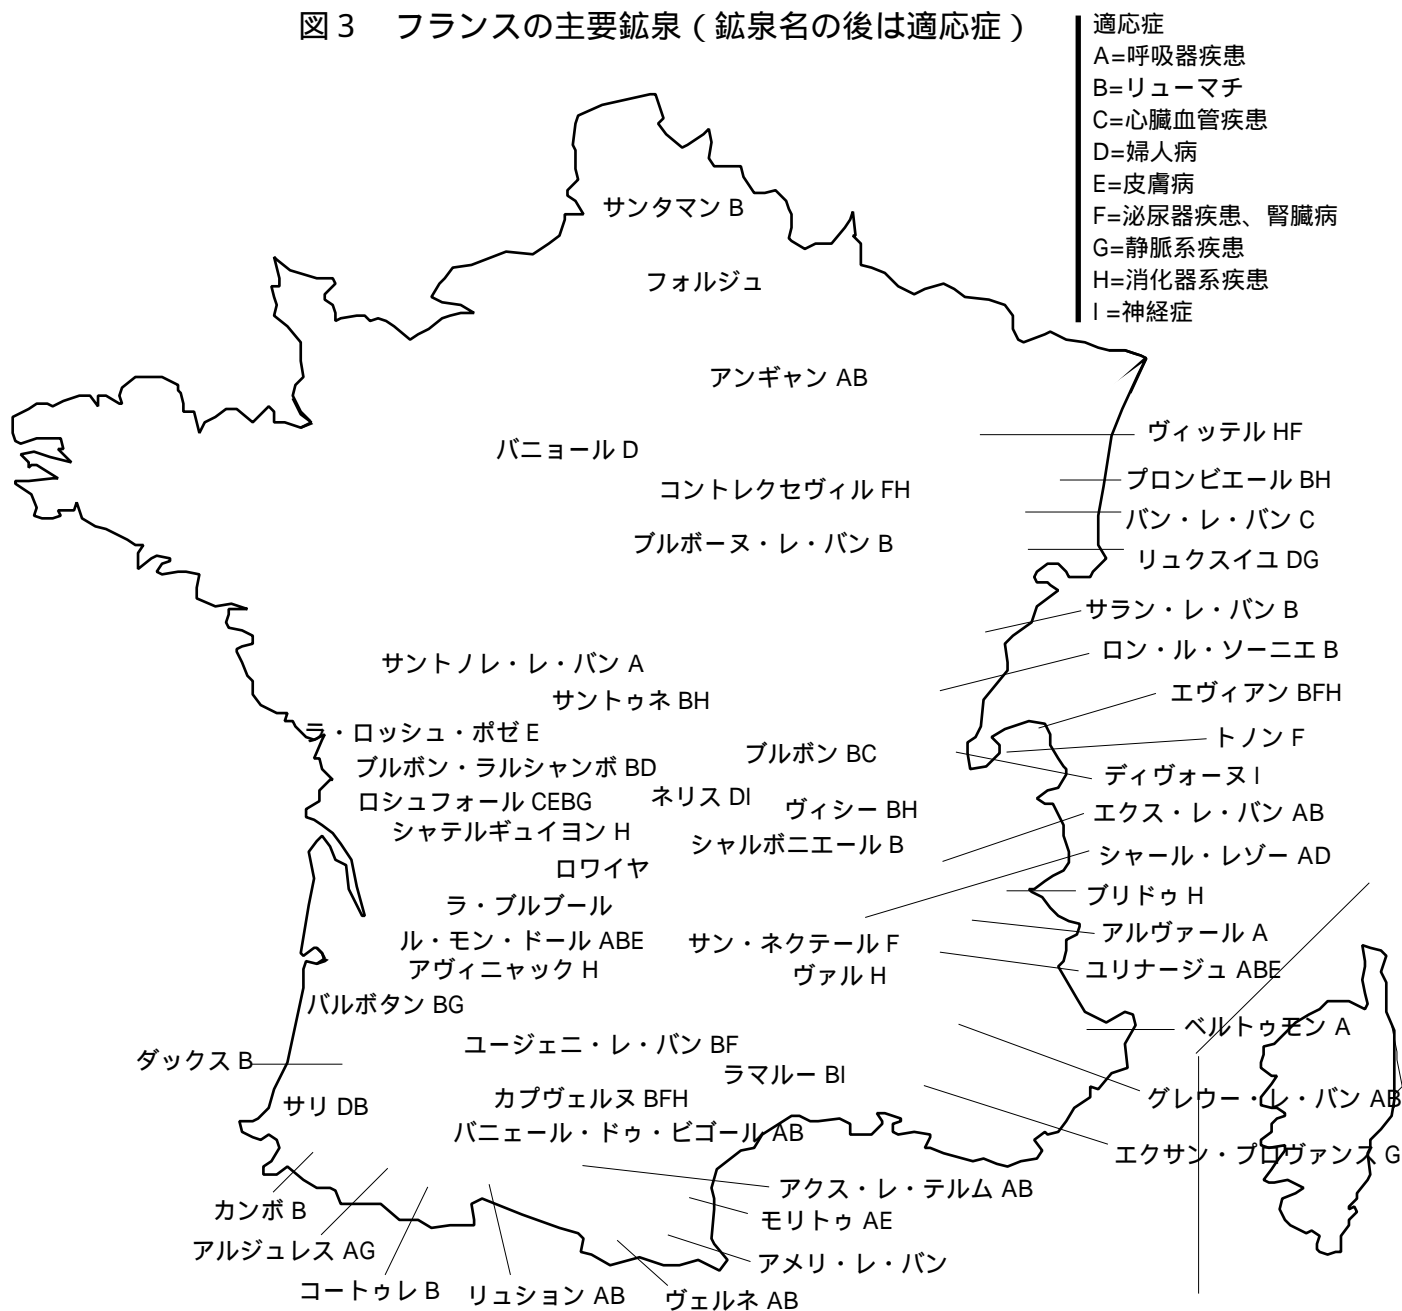 図3 フランスの主要鉱泉(鉱泉名の後は適応症)
適応症
A=呼吸器疾患
B=リューマチ
C=心臓血管疾患
D=婦人病
E=皮膚病
F=泌尿器疾患、腎臓病
G=静脈系疾患
H=消化器系疾患
I =神経症
サンタマン B
フォルジュ
アンギャン AB
ヴィッテル HF
バニョール D
プロンビエール BH
コントレクセヴィル FH
バン・レ・バン C
ブルボーヌ・レ・バン B
リュクスイユ DG
サラン・レ・バン B
ロン・ル・ソーニエ B
サントノレ・レ・バン A
エヴィアン BFH
サントゥネ BH
ラ・ロッシュ・ポゼ E
トノン F
ブルボン BC
ブルボン・ラルシャンボ BD
ディヴォーヌ I
ネリス DI
ロシュフォール CEBG
ヴィシー BH
エクス・レ・バン AB
シャテルギュイヨン H
シャルボニエール B
シャール・レゾー AD
ロワイヤ
ブリドゥ H
ラ・ブルブール
アルヴァール A
ル・モン・ドール ABE
サン・ネクテール F
アヴィニャック H
ヴァル H
ユリナージュ ABE
バルボタン BG
ベルトゥモン A
ユージェニ・レ・バン BF
ダックス B
ラマルー BI
カプヴェルヌ BFH
グレウー・レ・バン AB
サリ DB
バニェール・ドゥ・ビゴール AB
エクサン・プロヴァンス G
アクス・レ・テルム AB
カンボ B
モリトゥ AE
アルジュレス AG
アメリ・レ・バン
コートゥレ B
リュション AB
ヴェルネ AB